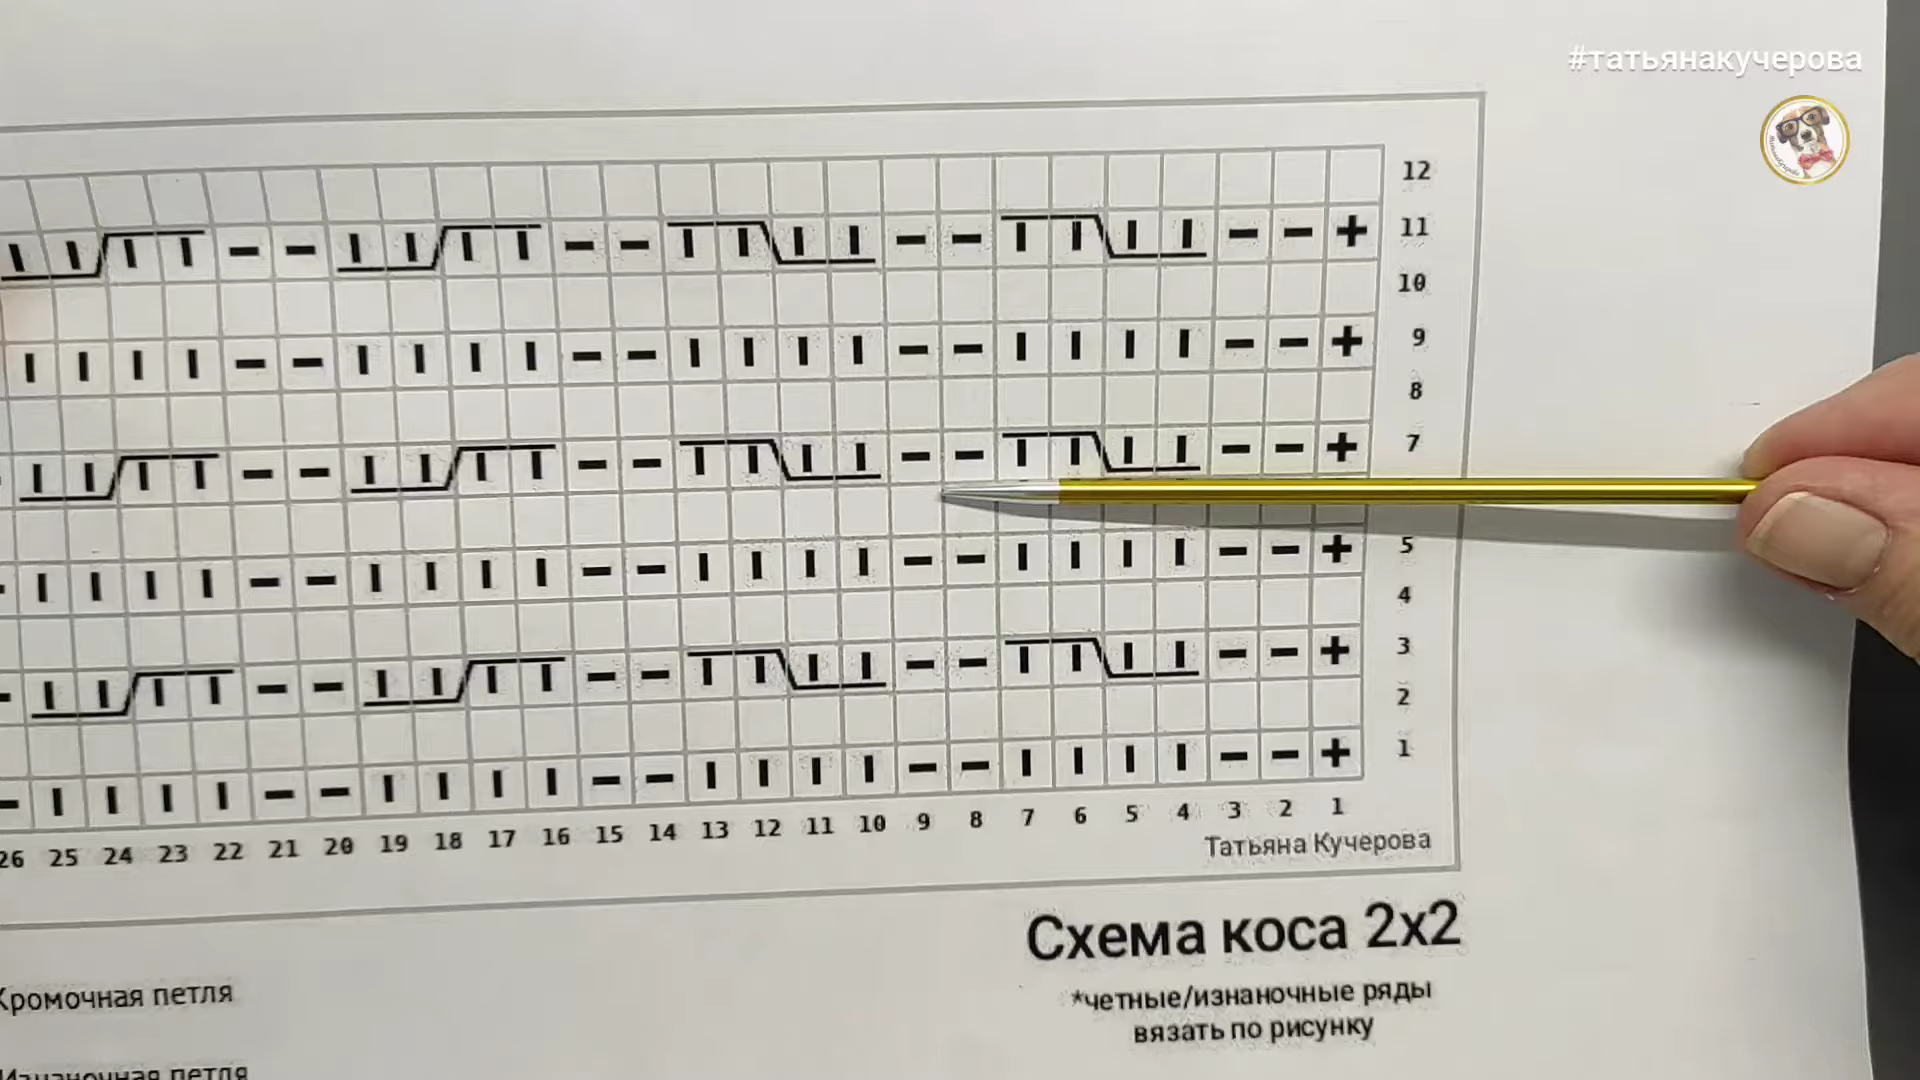 #татьянакучерова
12
11
10
9
8
7
5
4
3
2
1
26 25 24 23 22 21 20 19 18 17 16 15 14 13 12 11 10 9 8 7 6 5 4 3 2 1
Татьяна Кучерова
Схема коса 2х2
*четные/изнаночные ряды
вязать по рисунку
Кромочная петля
Изнаночная петля